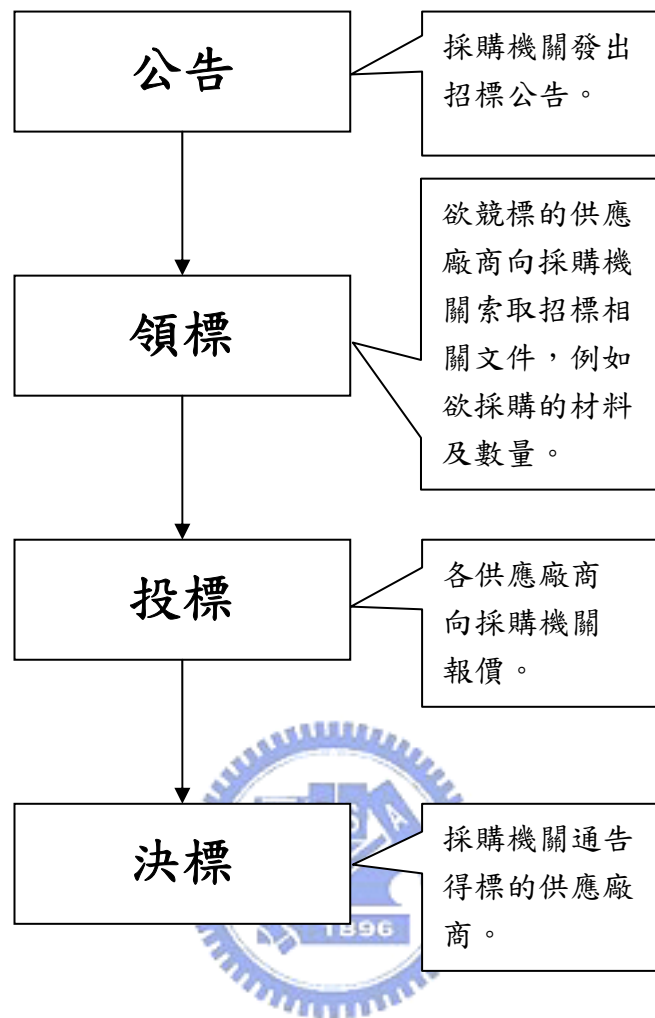 公告
採購機關發出
招標公告。
領標
欲競標的供應
廠商向採購機
關索取招標相
關文件，例如
欲採購的材料
及數量。
投標
各供應廠商
向採購機關
報價。
決標
採購機關通告
得標的供應廠
商。
S A
1896